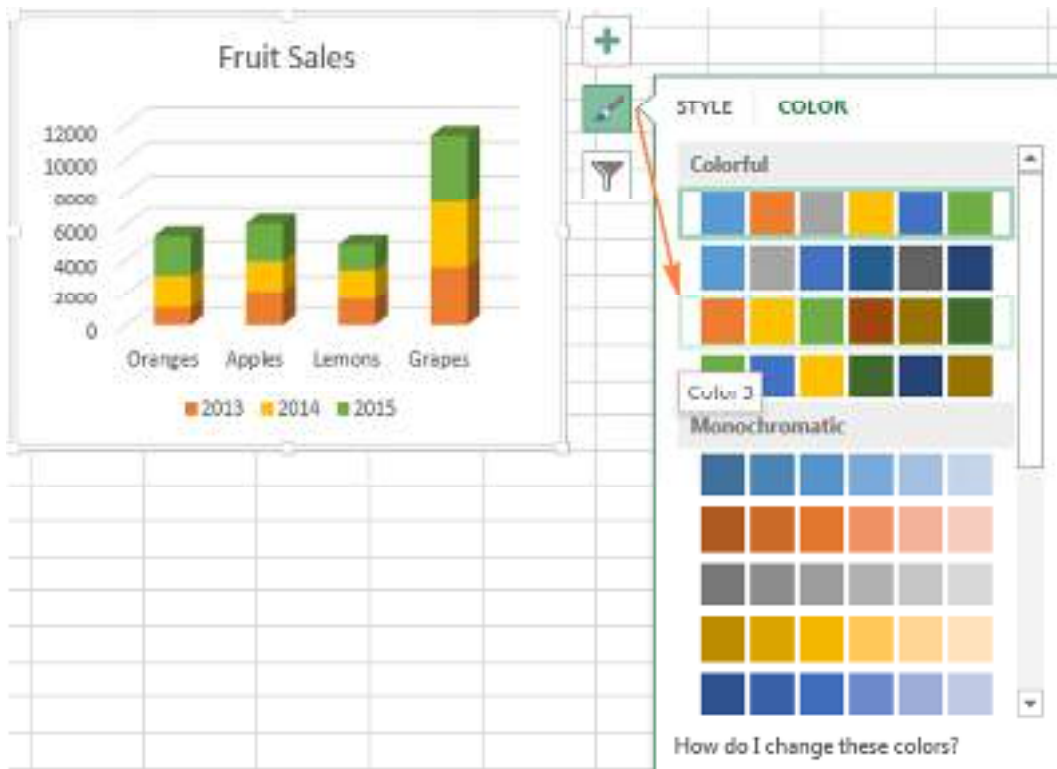 Fruit Sales
12000
10000
8000
6000
4000
2000
0
Oranges Apples Lemons Grapes
2013 2014 2015
STYLE COLOR
Colorful
Color 3
Monochromatic
How do I change these colors?